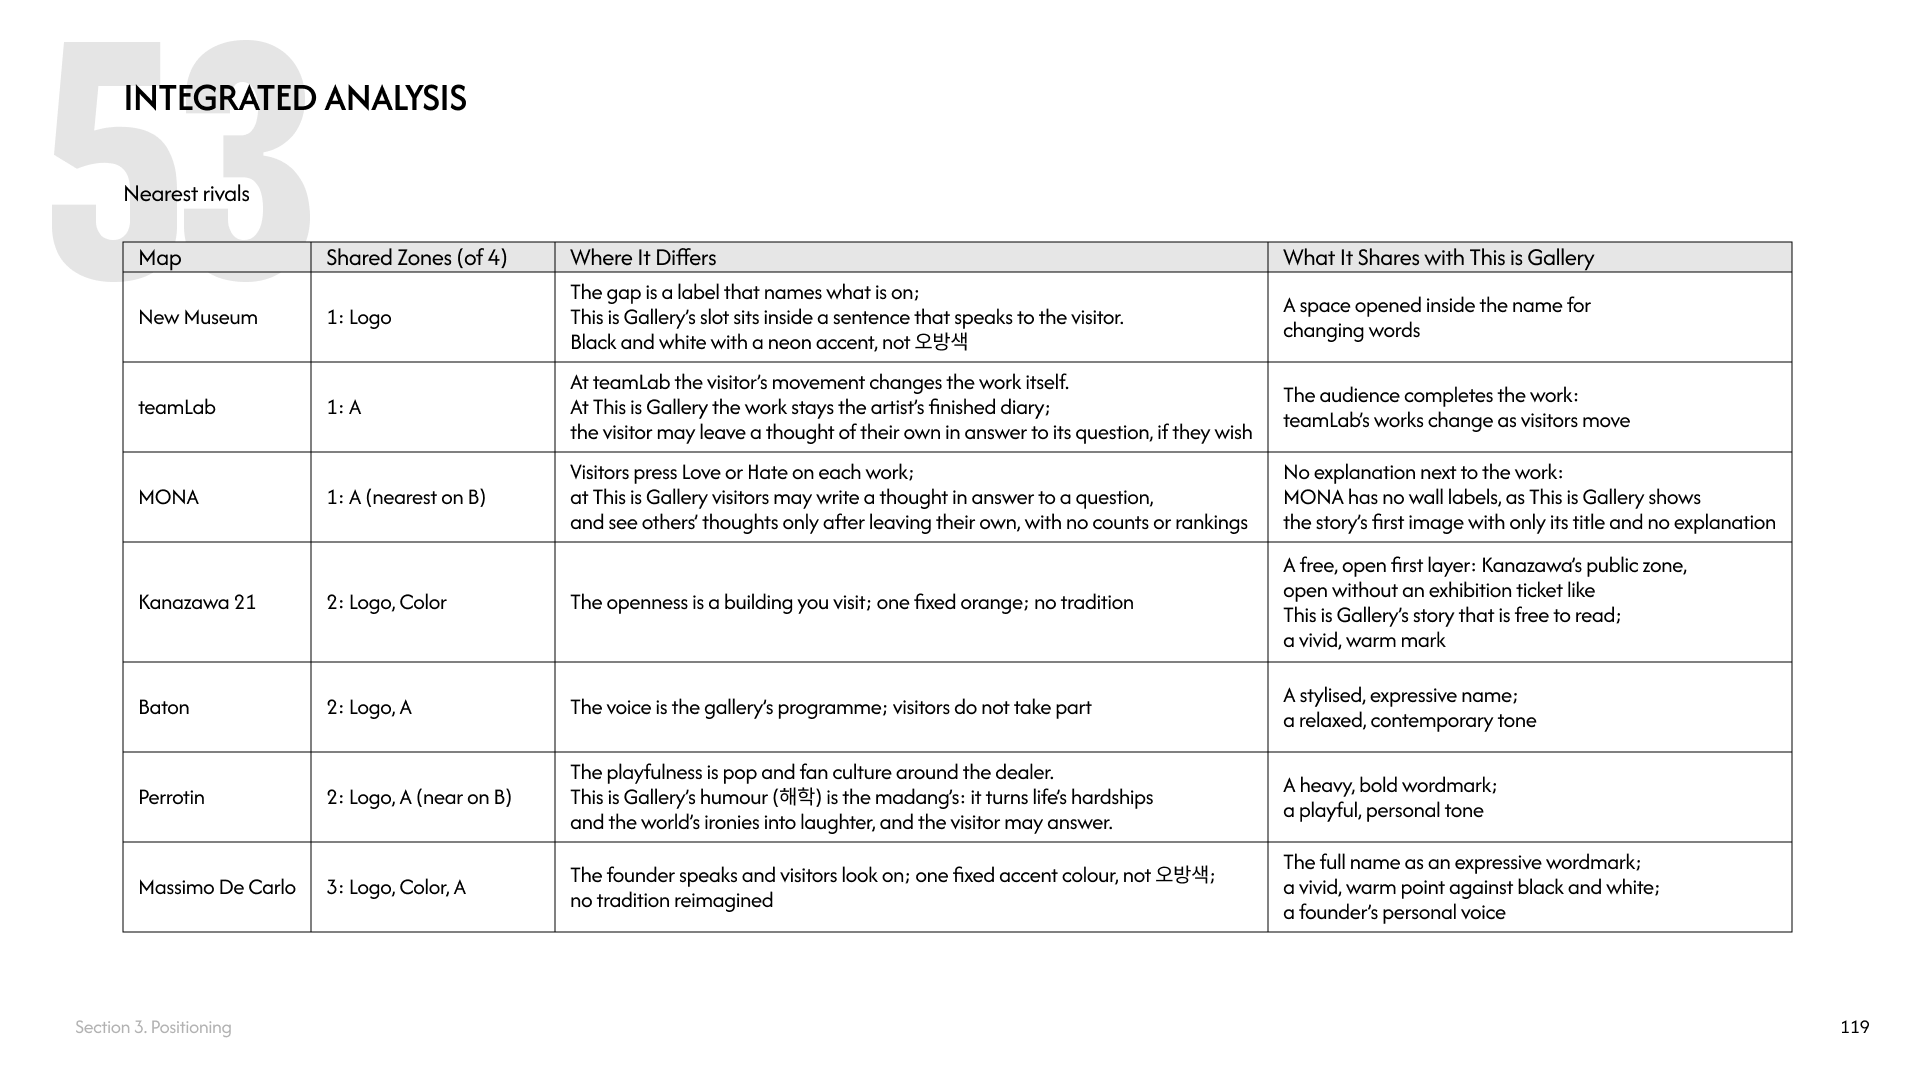 53
INTEGRATED ANALYSIS
Nearest rivals
Map
Shared Zones (of 4)
Where It Differs
What It Shares with This is Gallery
New Museum
1: Logo
The gap is a label that names what is on;
This is Gallery’s slot sits inside a sentence that speaks to the visitor.
Black and white with a neon accent, not 오방색
A space opened inside the name for
changing words
teamLab
1: A
At teamLab the visitor’s movement changes the work itself.
At This is Gallery the work stays the artist’s finished diary;
the visitor may leave a thought of their own in answer to its question, if they wish
The audience completes the work:
teamLab’s works change as visitors move
MONA
1: A (nearest on B)
Visitors press Love or Hate on each work;
at This is Gallery visitors may write a thought in answer to a question,
and see others’ thoughts only after leaving their own, with no counts or rankings
No explanation next to the work:
MONA has no wall labels, as This is Gallery shows
the story’s first image with only its title and no explanation
Kanazawa 21
2: Logo, Color
The openness is a building you visit; one fixed orange; no tradition
A free, open first layer: Kanazawa’s public zone,
open without an exhibition ticket like
This is Gallery’s story that is free to read;
a vivid, warm mark
Baton
2: Logo, A
The voice is the gallery’s programme; visitors do not take part
A stylised, expressive name;
a relaxed, contemporary tone
Perrotin
2: Logo, A (near on B)
The playfulness is pop and fan culture around the dealer.
This is Gallery’s humour (해학) is the madang’s: it turns life’s hardships
and the world’s ironies into laughter, and the visitor may answer.
A heavy, bold wordmark;
a playful, personal tone
Massimo De Carlo
3: Logo, Color, A
The founder speaks and visitors look on; one fixed accent colour, not 오방색;
no tradition reimagined
The full name as an expressive wordmark;
a vivid, warm point against black and white;
a founder’s personal voice
Section 3. Positioning
119